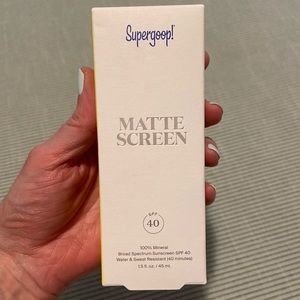 Supergoop!
MATTE
SCREEN
SPF
40
100% Mineral
Broad Spectrum Sunscreen SPF 40
Water & Sweat Resistant (40 minutes)
1.5 fl. oz. / 45 mL